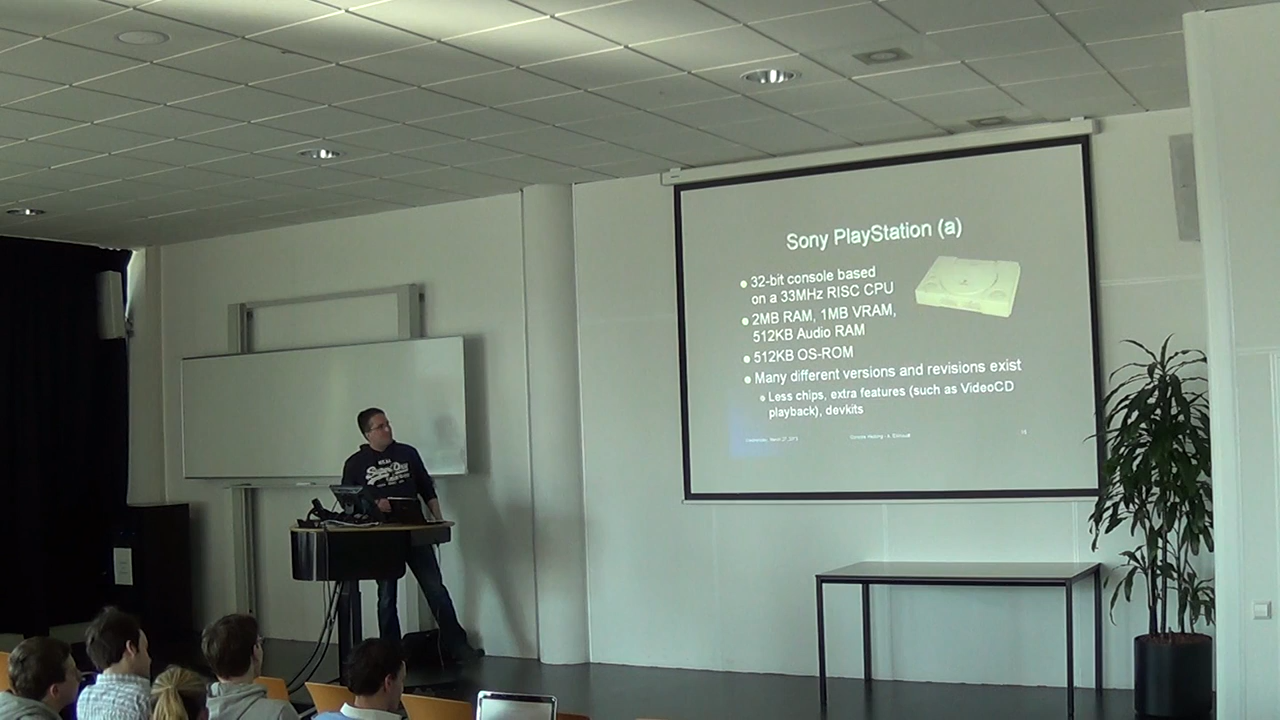 Sony PlayStation (a)
32-bit console based
on a 33MHz RISC CPU
2MB RAM, 1MB VRAM,
512KB Audio RAM
512KB OS-ROM
Many different versions and revisions exist
Less chips, extra features (such as VideoCD
playback), devkits